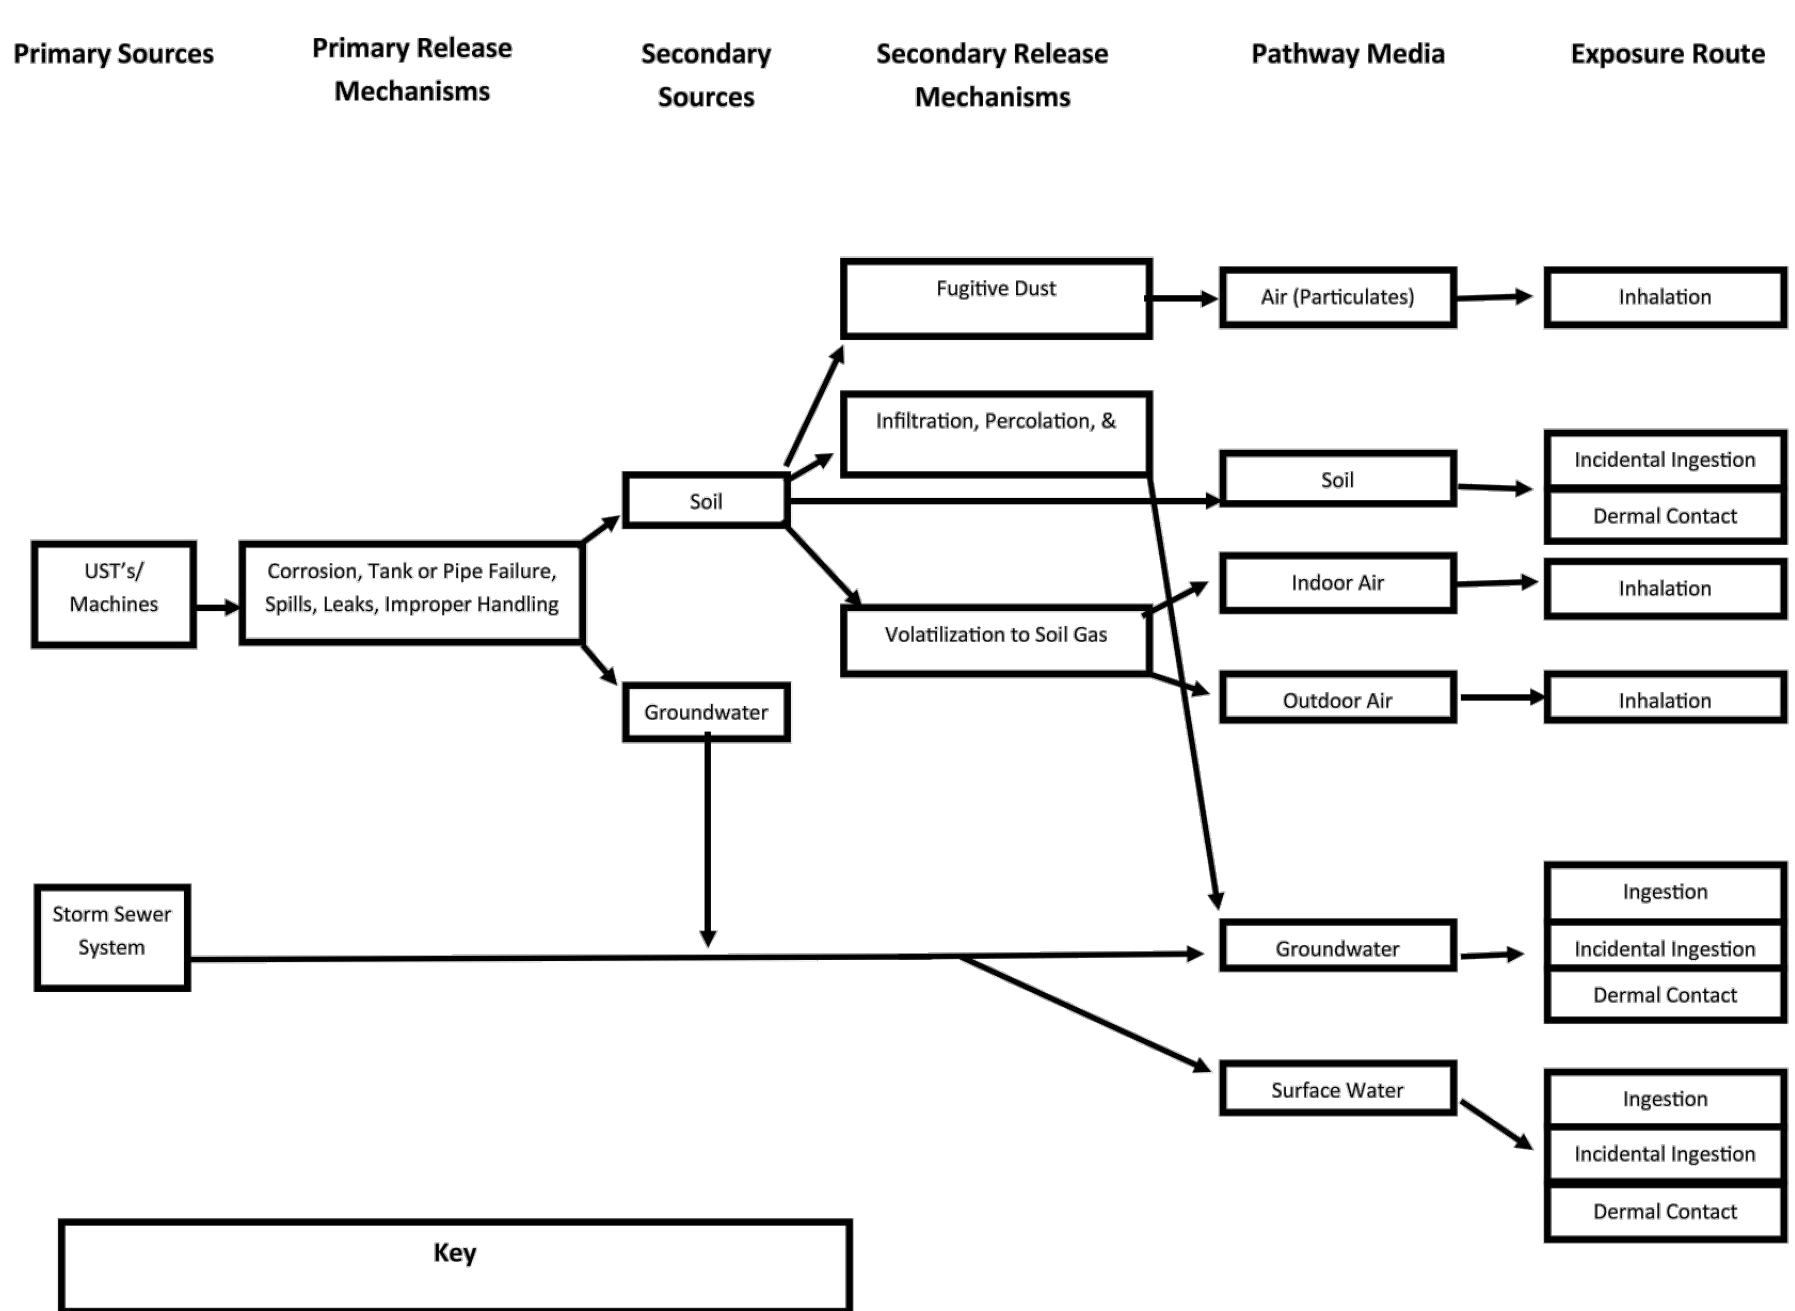 Primary Sources
Primary Release
Mechanisms
Secondary
Sources
Secondary Release
Mechanisms
Pathway Media
Exposure Route
Fugitive Dust
Air (Particulates)
Inhalation
Infiltration, Percolation, &
Soil
Soil
Incidental Ingestion
Dermal Contact
UST's/
Machines
Corrosion, Tank or Pipe Failure,
Spills, Leaks, Improper Handling
Indoor Air
Inhalation
Volatilization to Soil Gas
Groundwater
Outdoor Air
Inhalation
Storm Sewer
System
Groundwater
Ingestion
Incidental Ingestion
Dermal Contact
Surface Water
Ingestion
Incidental Ingestion
Dermal Contact
Key